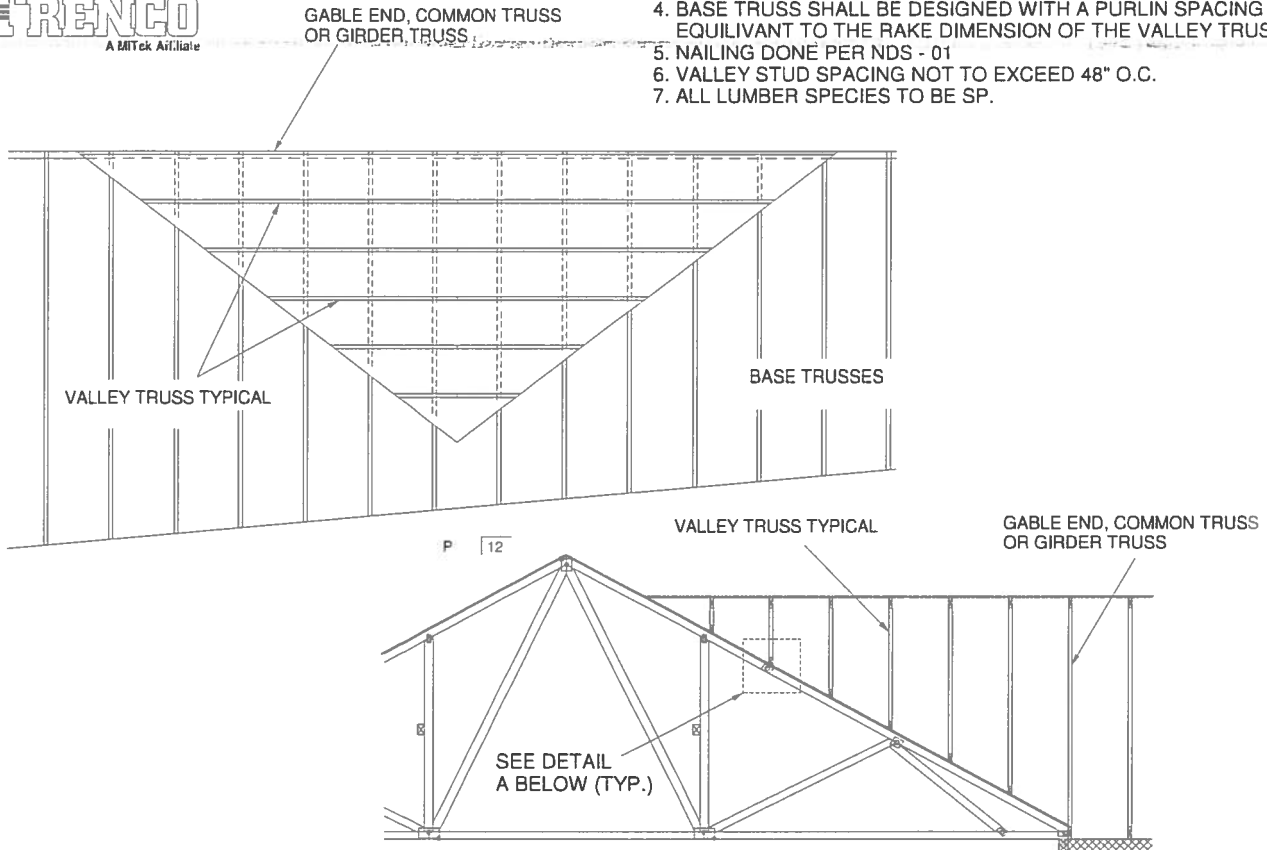 TRENCO
A MiTek Affiliate
GABLE END, COMMON TRUSS
OR GIRDER TRUSS
4. BASE TRUSS SHALL BE DESIGNED WITH A PURLIN SPACING
EQUILIVANT TO THE RAKE DIMENSION OF THE VALLEY TRUS
5. NAILING DONE PER NDS - 01
6. VALLEY STUD SPACING NOT TO EXCEED 48" O.C.
7. ALL LUMBER SPECIES TO BE SP.
VALLEY TRUSS TYPICAL
BASE TRUSSES
P 12
VALLEY TRUSS TYPICAL
GABLE END, COMMON TRUSS
OR GIRDER TRUSS
SEE DETAIL
A BELOW (TYP.)